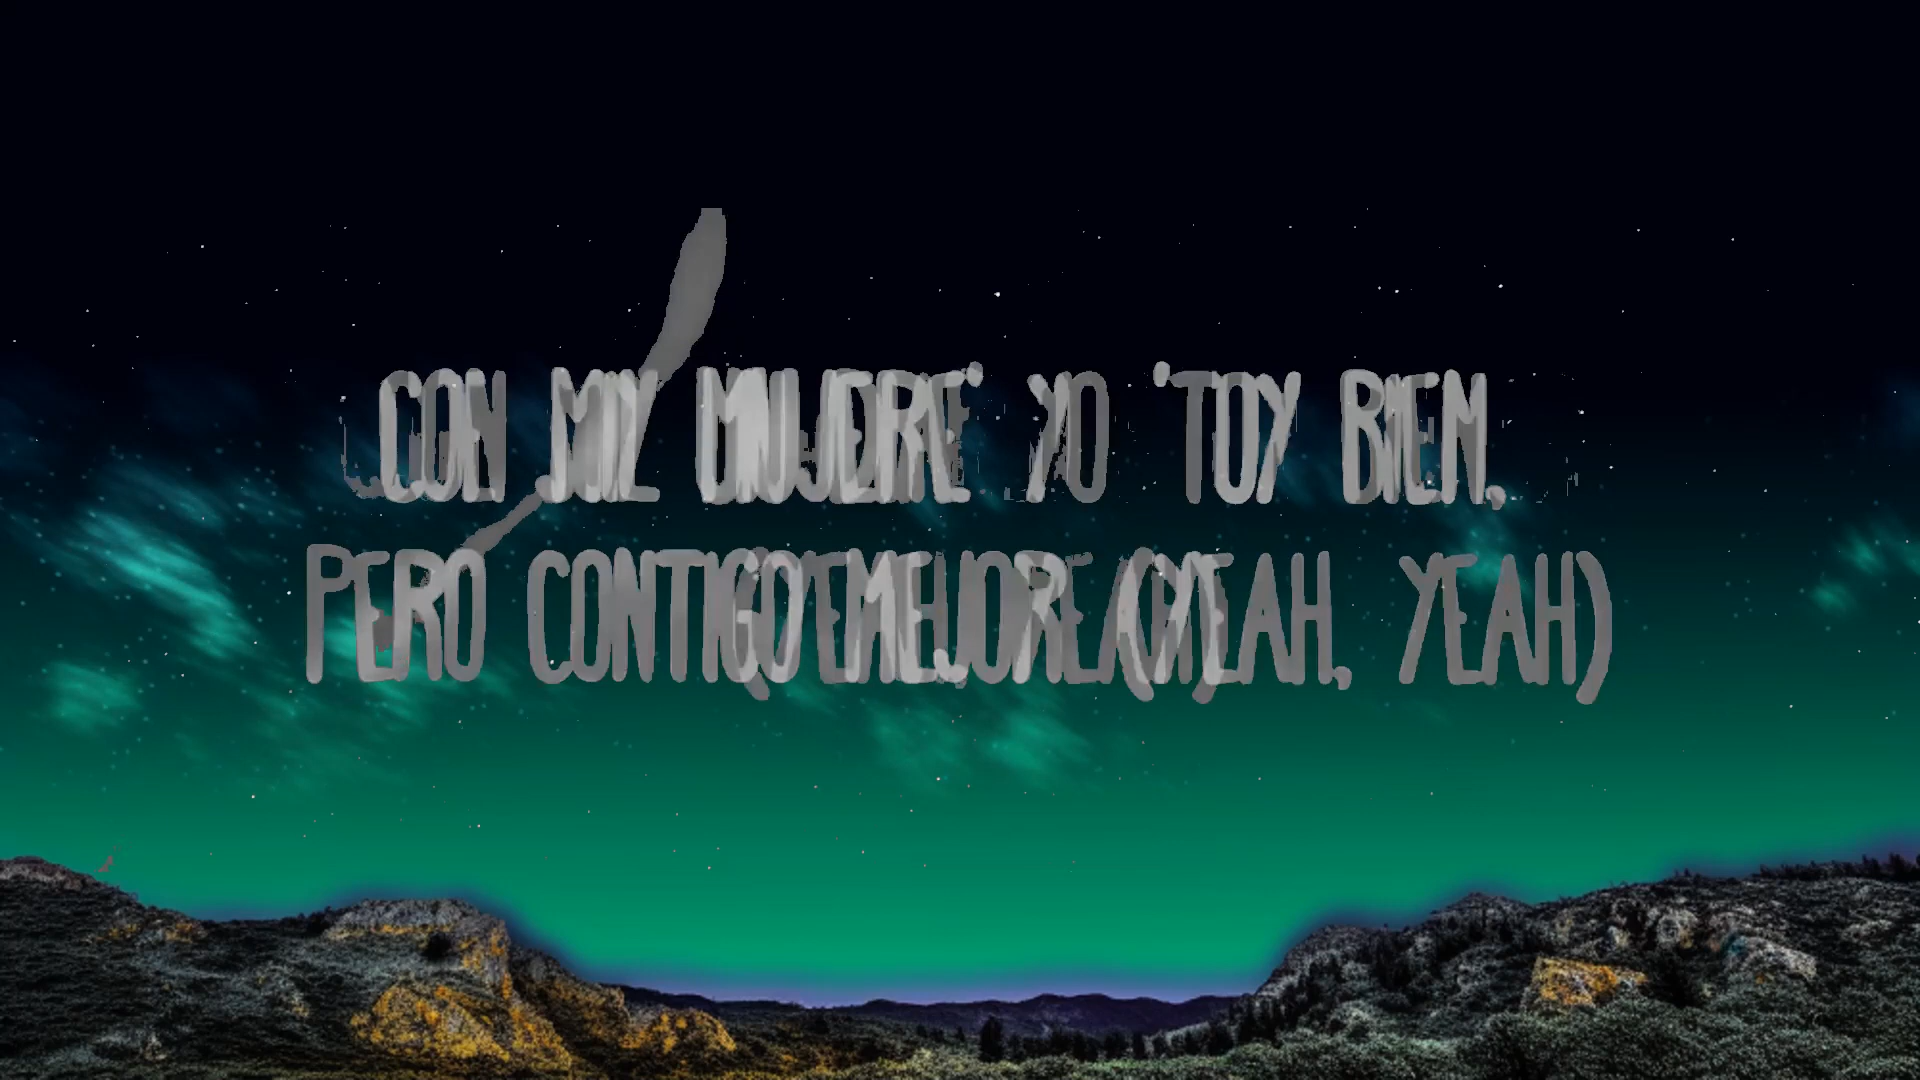 CON MIL MUJERE' YO 'TOY BIEN,
PERO CONTIGO MEJOR (YEAH, YEAH)